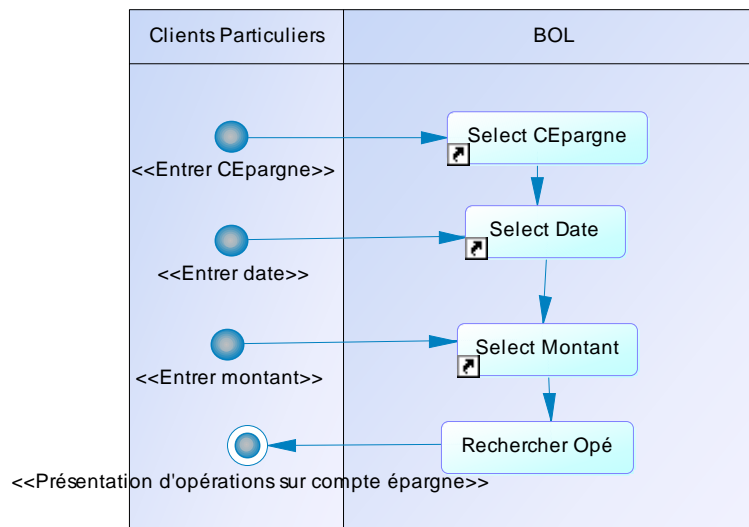 Clients Particuliers
BOL
Select CEpargne
<<Entrer CEpargne>>
Select Date
<<Entrer date>>
Select Montant
<<Entrer montant>>
Rechercher Opé
<<Présentation d'opérations sur compte épargne>>